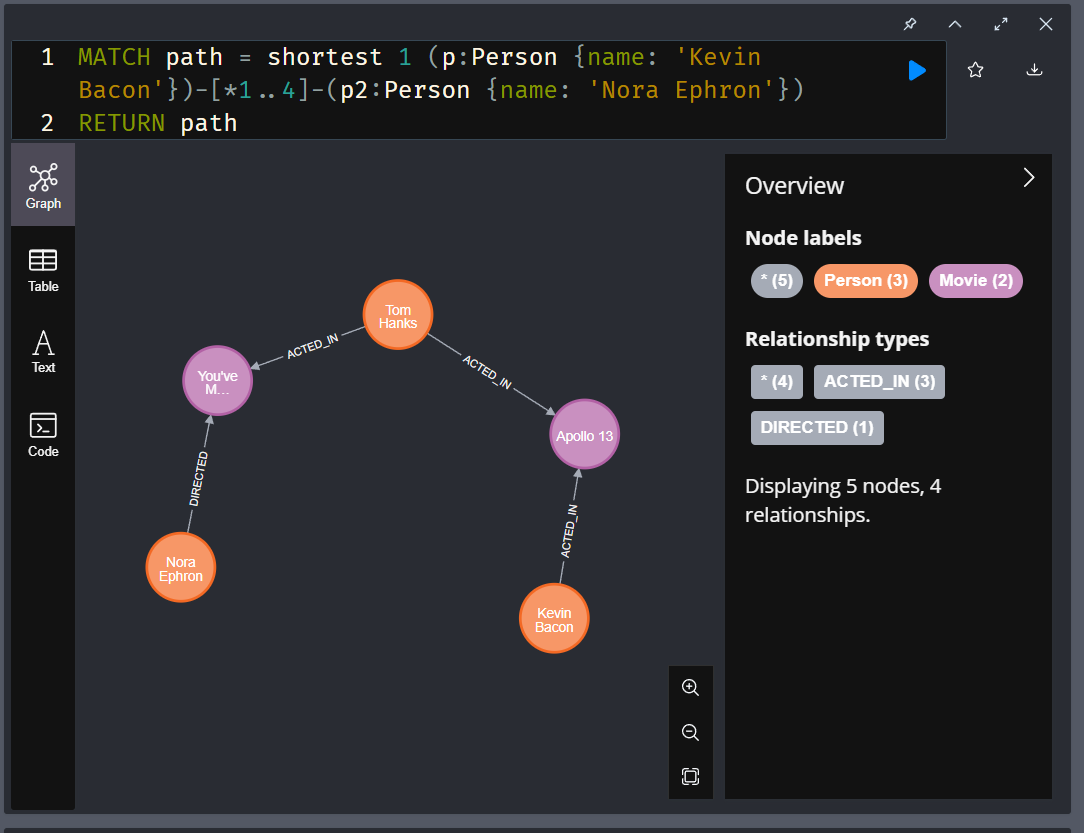 1 MATCH path = shortest 1 (p:Person {name: 'Kevin
Bacon'})-[*1..4]-(p2:Person {name: 'Nora Ephron'})
2 RETURN path
Graph
Table
Text
Code
Tom
Hanks
ACTED_IN
ACTED_IN
You've
M...
Apollo 13
DIRECTED
ACTED_IN
Nora
Ephron
Kevin
Bacon
Overview
Node labels
* (5) Person (3) Movie (2)
Relationship types
* (4) ACTED_IN (3)
DIRECTED (1)
Displaying 5 nodes, 4
relationships.